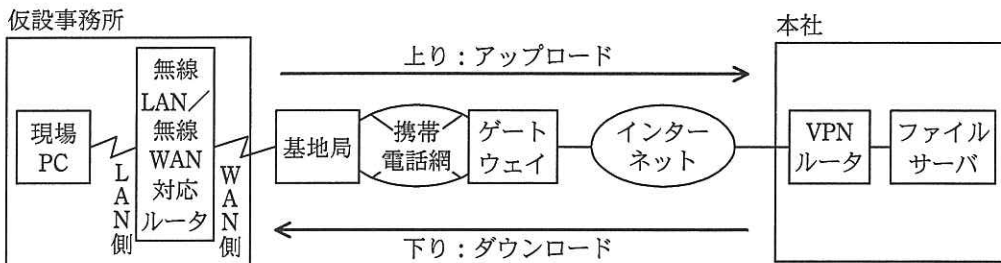 仮設事務所
本社
上り：アップロード
現場
PC
無線
LAN／
無線
WAN
対応
ルータ
LAN側
WAN側
基地局
携帯
電話網
ゲート
ウェイ
インター
ネット
VPN
ルータ
ファイル
サーバ
下り：ダウンロード